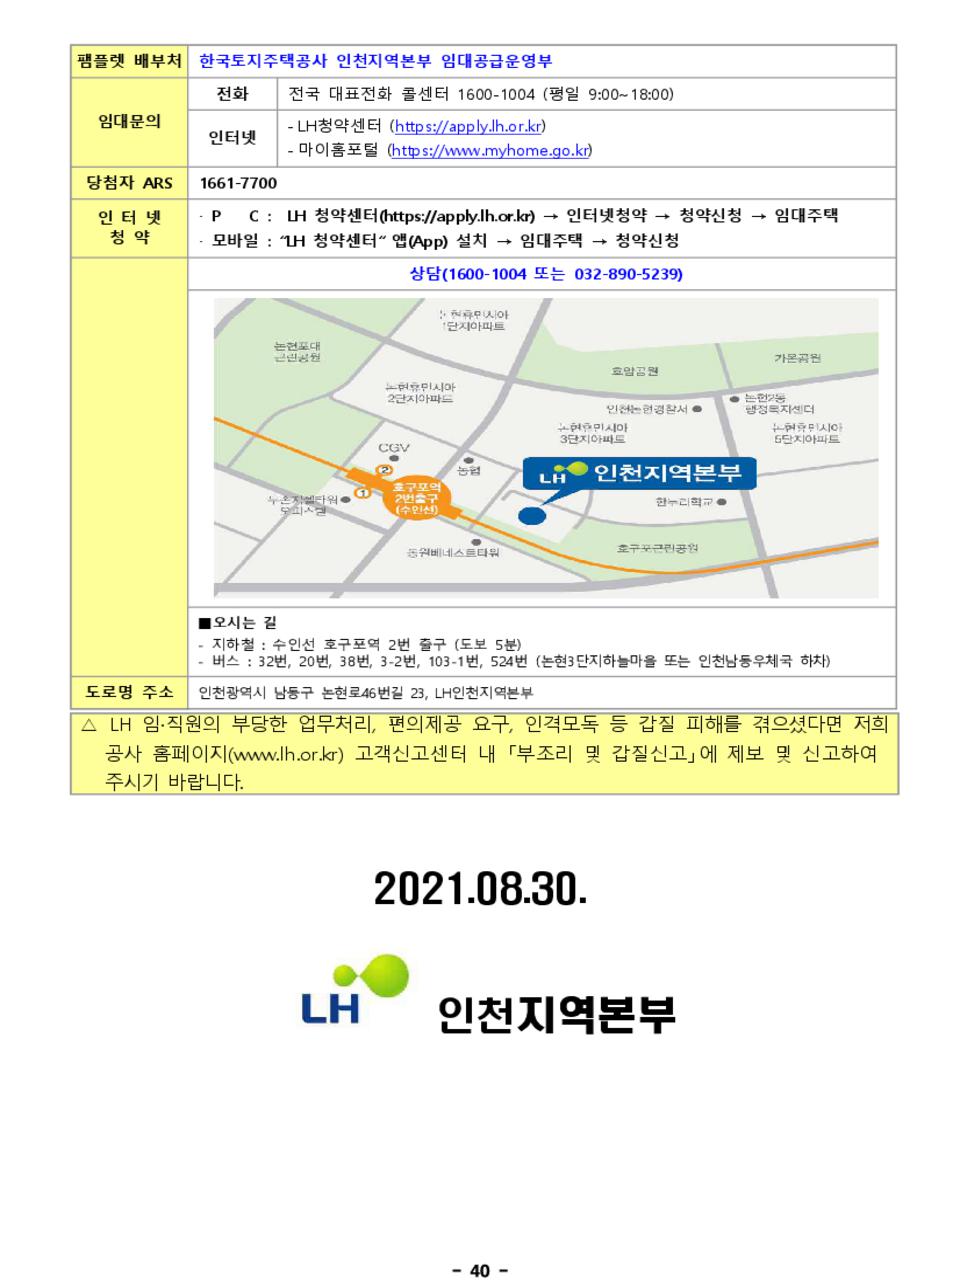 팸플렛 배부처 한국토지주택공사 인천지역본부 임대공급운영부
임대문의
전화 전국 대표전화 콜센터 1600-1004 (평일 9:00~18:00)
인터넷
- LH청약센터 (https://apply.lh.or.kr)
- 마이홈포털 (https://www.myhome.go.kr)
당첨자 ARS 1661-7700
인 터 넷
청 약
· P C : LH 청약센터(https://apply.lh.or.kr) → 인터넷청약 → 청약신청 → 임대주택
· 모바일 : “LH 청약센터“ 앱(App) 설치 → 임대주택 → 청약신청
상담(1600-1004 또는 032-890-5239)
논현휴먼시아
1단지아파트
논현포대
근린공원
호암공원
가온공원
논현휴먼시아
2단지아파트
인천논현경찰서
논현2동
행정복지센터
논현휴먼시아
3단지아파트
논현휴먼시아
5단지아파트
CGV
농협
LH 인천지역본부
2
1
호구포역
2번출구
(수인선)
푸른지엘타워
오피스텔
한누리학교
동원베네스트타워
호구포근린공원
■오시는 길
- 지하철 : 수인선 호구포역 2번 출구 (도보 5분)
- 버스 : 32번, 20번, 38번, 3-2번, 103-1번, 524번 (논현3단지하늘마을 또는 인천남동우체국 하차)
도로명 주소 인천광역시 남동구 논현로46번길 23, LH인천지역본부
△ LH 임·직원의 부당한 업무처리, 편의제공 요구, 인격모독 등 갑질 피해를 겪으셨다면 저희
공사 홈페이지(www.lh.or.kr) 고객신고센터 내 「부조리 및 갑질신고」에 제보 및 신고하여
주시기 바랍니다.
2021.08.30.
LH 인천지역본부
- 40 -